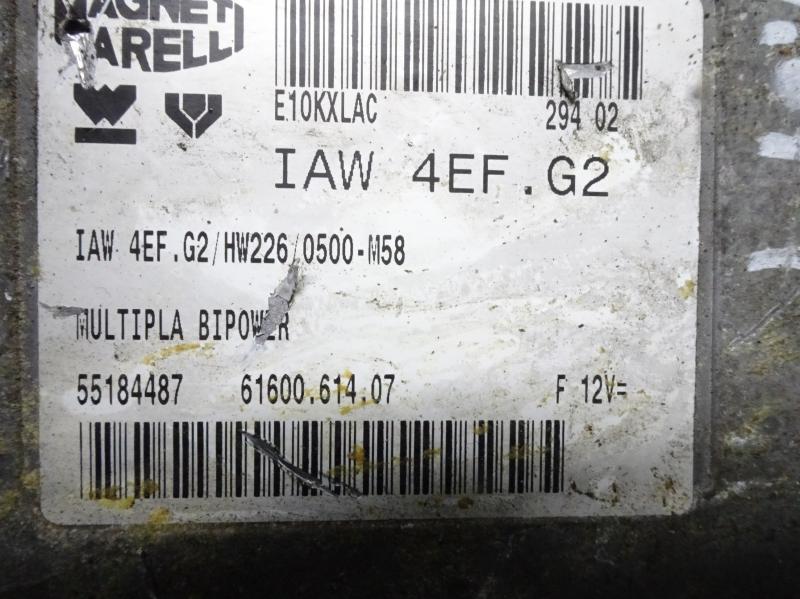 MAGNET
MARELLI
E10KXLAC 294 02
IAW 4EF.G2
IAW 4EF.G2/HW226/0500-M58
MULTIPLA BIPOWER
55184487 61600.614.07 F 12V=